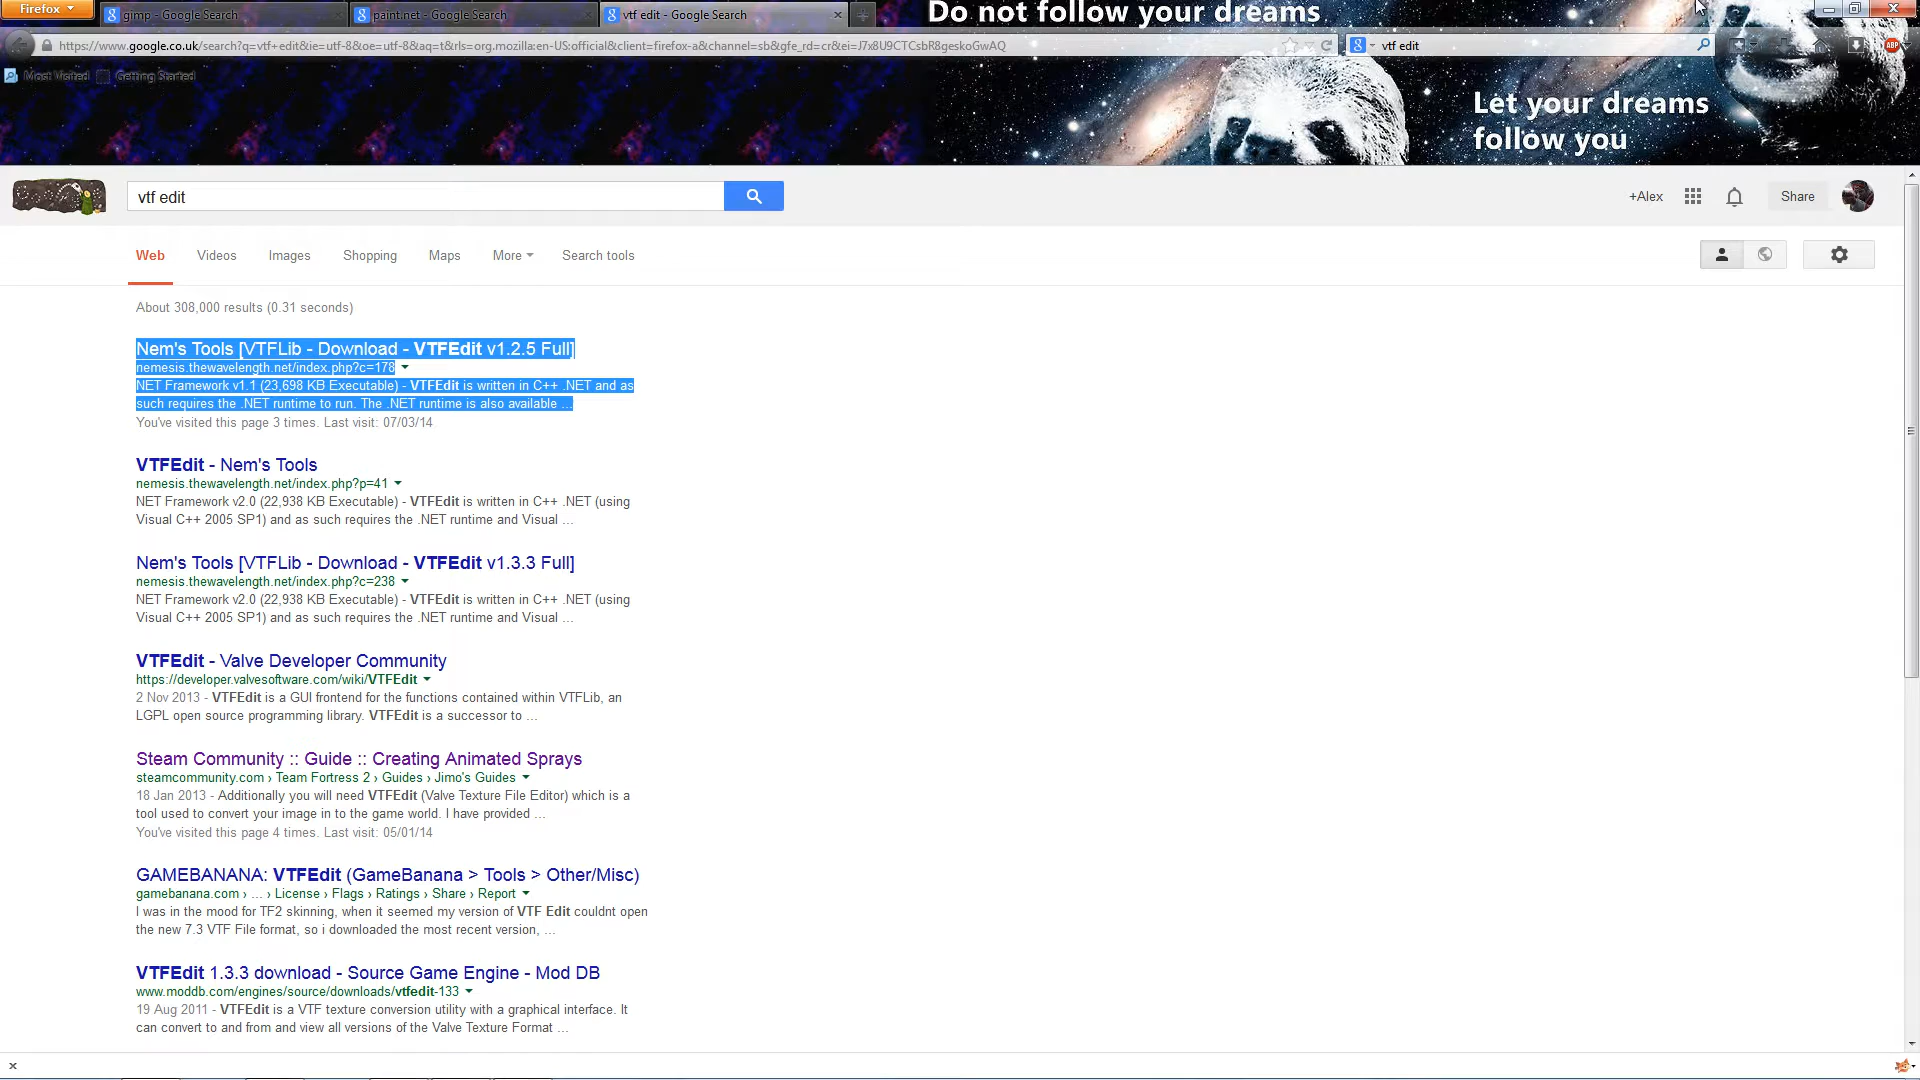 Firefox
gimp - Google Search
paint.net - Google Search
vtf edit - Google Search
Do not follow your dreams
https://www.google.co.uk/search?q=vtf+edit&ie=utf-8&oe=utf-8&aq=t&rls=org.mozilla:en-US:official&client=firefox-a&channel=sb&gfe_rd=cr&ei=J7x8U9CTCsbR8geskoGwAQ
vtf edit
ABP
Most Visited
Getting Started
Let your dreams
follow you
vtf edit
+Alex
Share
Web
Videos
Images
Shopping
Maps
More
Search tools
About 308,000 results (0.31 seconds)
Nem's Tools [VTFLib - Download - VTFEdit v1.2.5 Full]
nemesis.thewavelength.net/index.php?c=178
NET Framework v1.1 (23,698 KB Executable) - VTFEdit is written in C++ .NET and as
such requires the .NET runtime to run. The .NET runtime is also available ...
You've visited this page 3 times. Last visit: 07/03/14
VTFEdit - Nem's Tools
nemesis.thewavelength.net/index.php?p=41
NET Framework v2.0 (22,938 KB Executable) - VTFEdit is written in C++ .NET (using
Visual C++ 2005 SP1) and as such requires the .NET runtime and Visual ...
Nem's Tools [VTFLib - Download - VTFEdit v1.3.3 Full]
nemesis.thewavelength.net/index.php?c=238
NET Framework v2.0 (22,938 KB Executable) - VTFEdit is written in C++ .NET (using
Visual C++ 2005 SP1) and as such requires the .NET runtime and Visual ...
VTFEdit - Valve Developer Community
https://developer.valvesoftware.com/wiki/VTFEdit
2 Nov 2013 - VTFEdit is a GUI frontend for the functions contained within VTFLib, an
LGPL open source programming library. VTFEdit is a successor to ...
Steam Community :: Guide :: Creating Animated Sprays
steamcommunity.com › Team Fortress 2 › Guides › Jimo's Guides
18 Jan 2013 - Additionally you will need VTFEdit (Valve Texture File Editor) which is a
tool used to convert your image in to the game world. I have provided ...
You've visited this page 4 times. Last visit: 05/01/14
GAMEBANANA: VTFEdit (GameBanana > Tools > Other/Misc)
gamebanana.com › ... › License › Flags › Ratings › Share › Report
I was in the mood for TF2 skinning, when it seemed my version of VTF Edit couldnt open
the new 7.3 VTF File format, so i downloaded the most recent version, ...
VTFEdit 1.3.3 download - Source Game Engine - Mod DB
www.moddb.com/engines/source/downloads/vtfedit-133
19 Aug 2011 - VTFEdit is a VTF texture conversion utility with a graphical interface. It
can convert to and from and view all versions of the Valve Texture Format ...